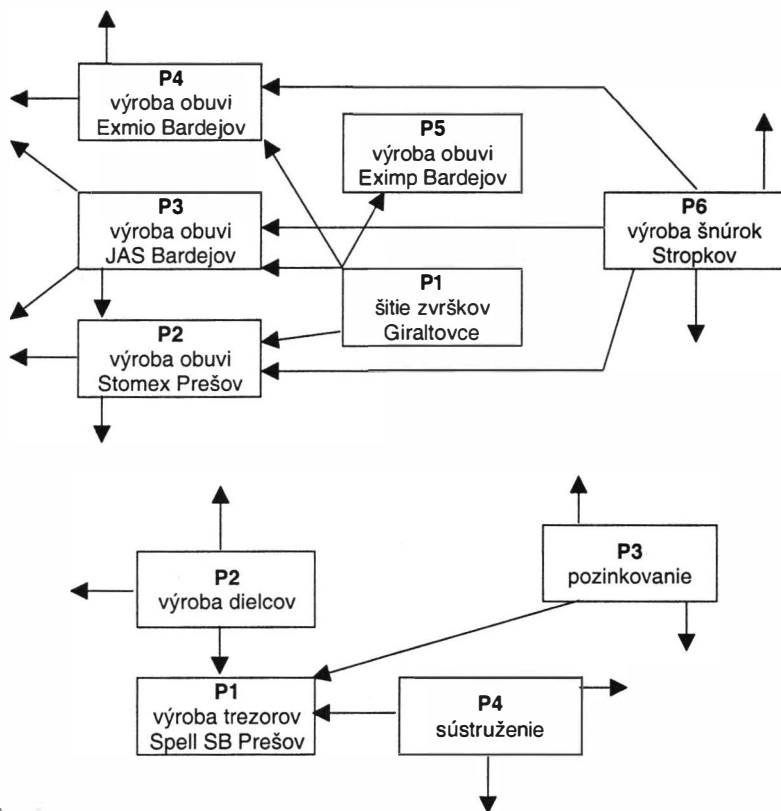 P4
výroba obuvi
Exmio Bardejov
P5
výroba obuvi
Eximp Bardejov
P3
výroba obuvi
JAS Bardejov
P6
výroba šnúrok
Stropkov
P1
šitie zvrškov
Giraltovce
P2
výroba obuvi
Stomex Prešov
P2
výroba dielcov
P3
pozinkovanie
P1
výroba trezorov
Spell SB Prešov
P4
sústruženie